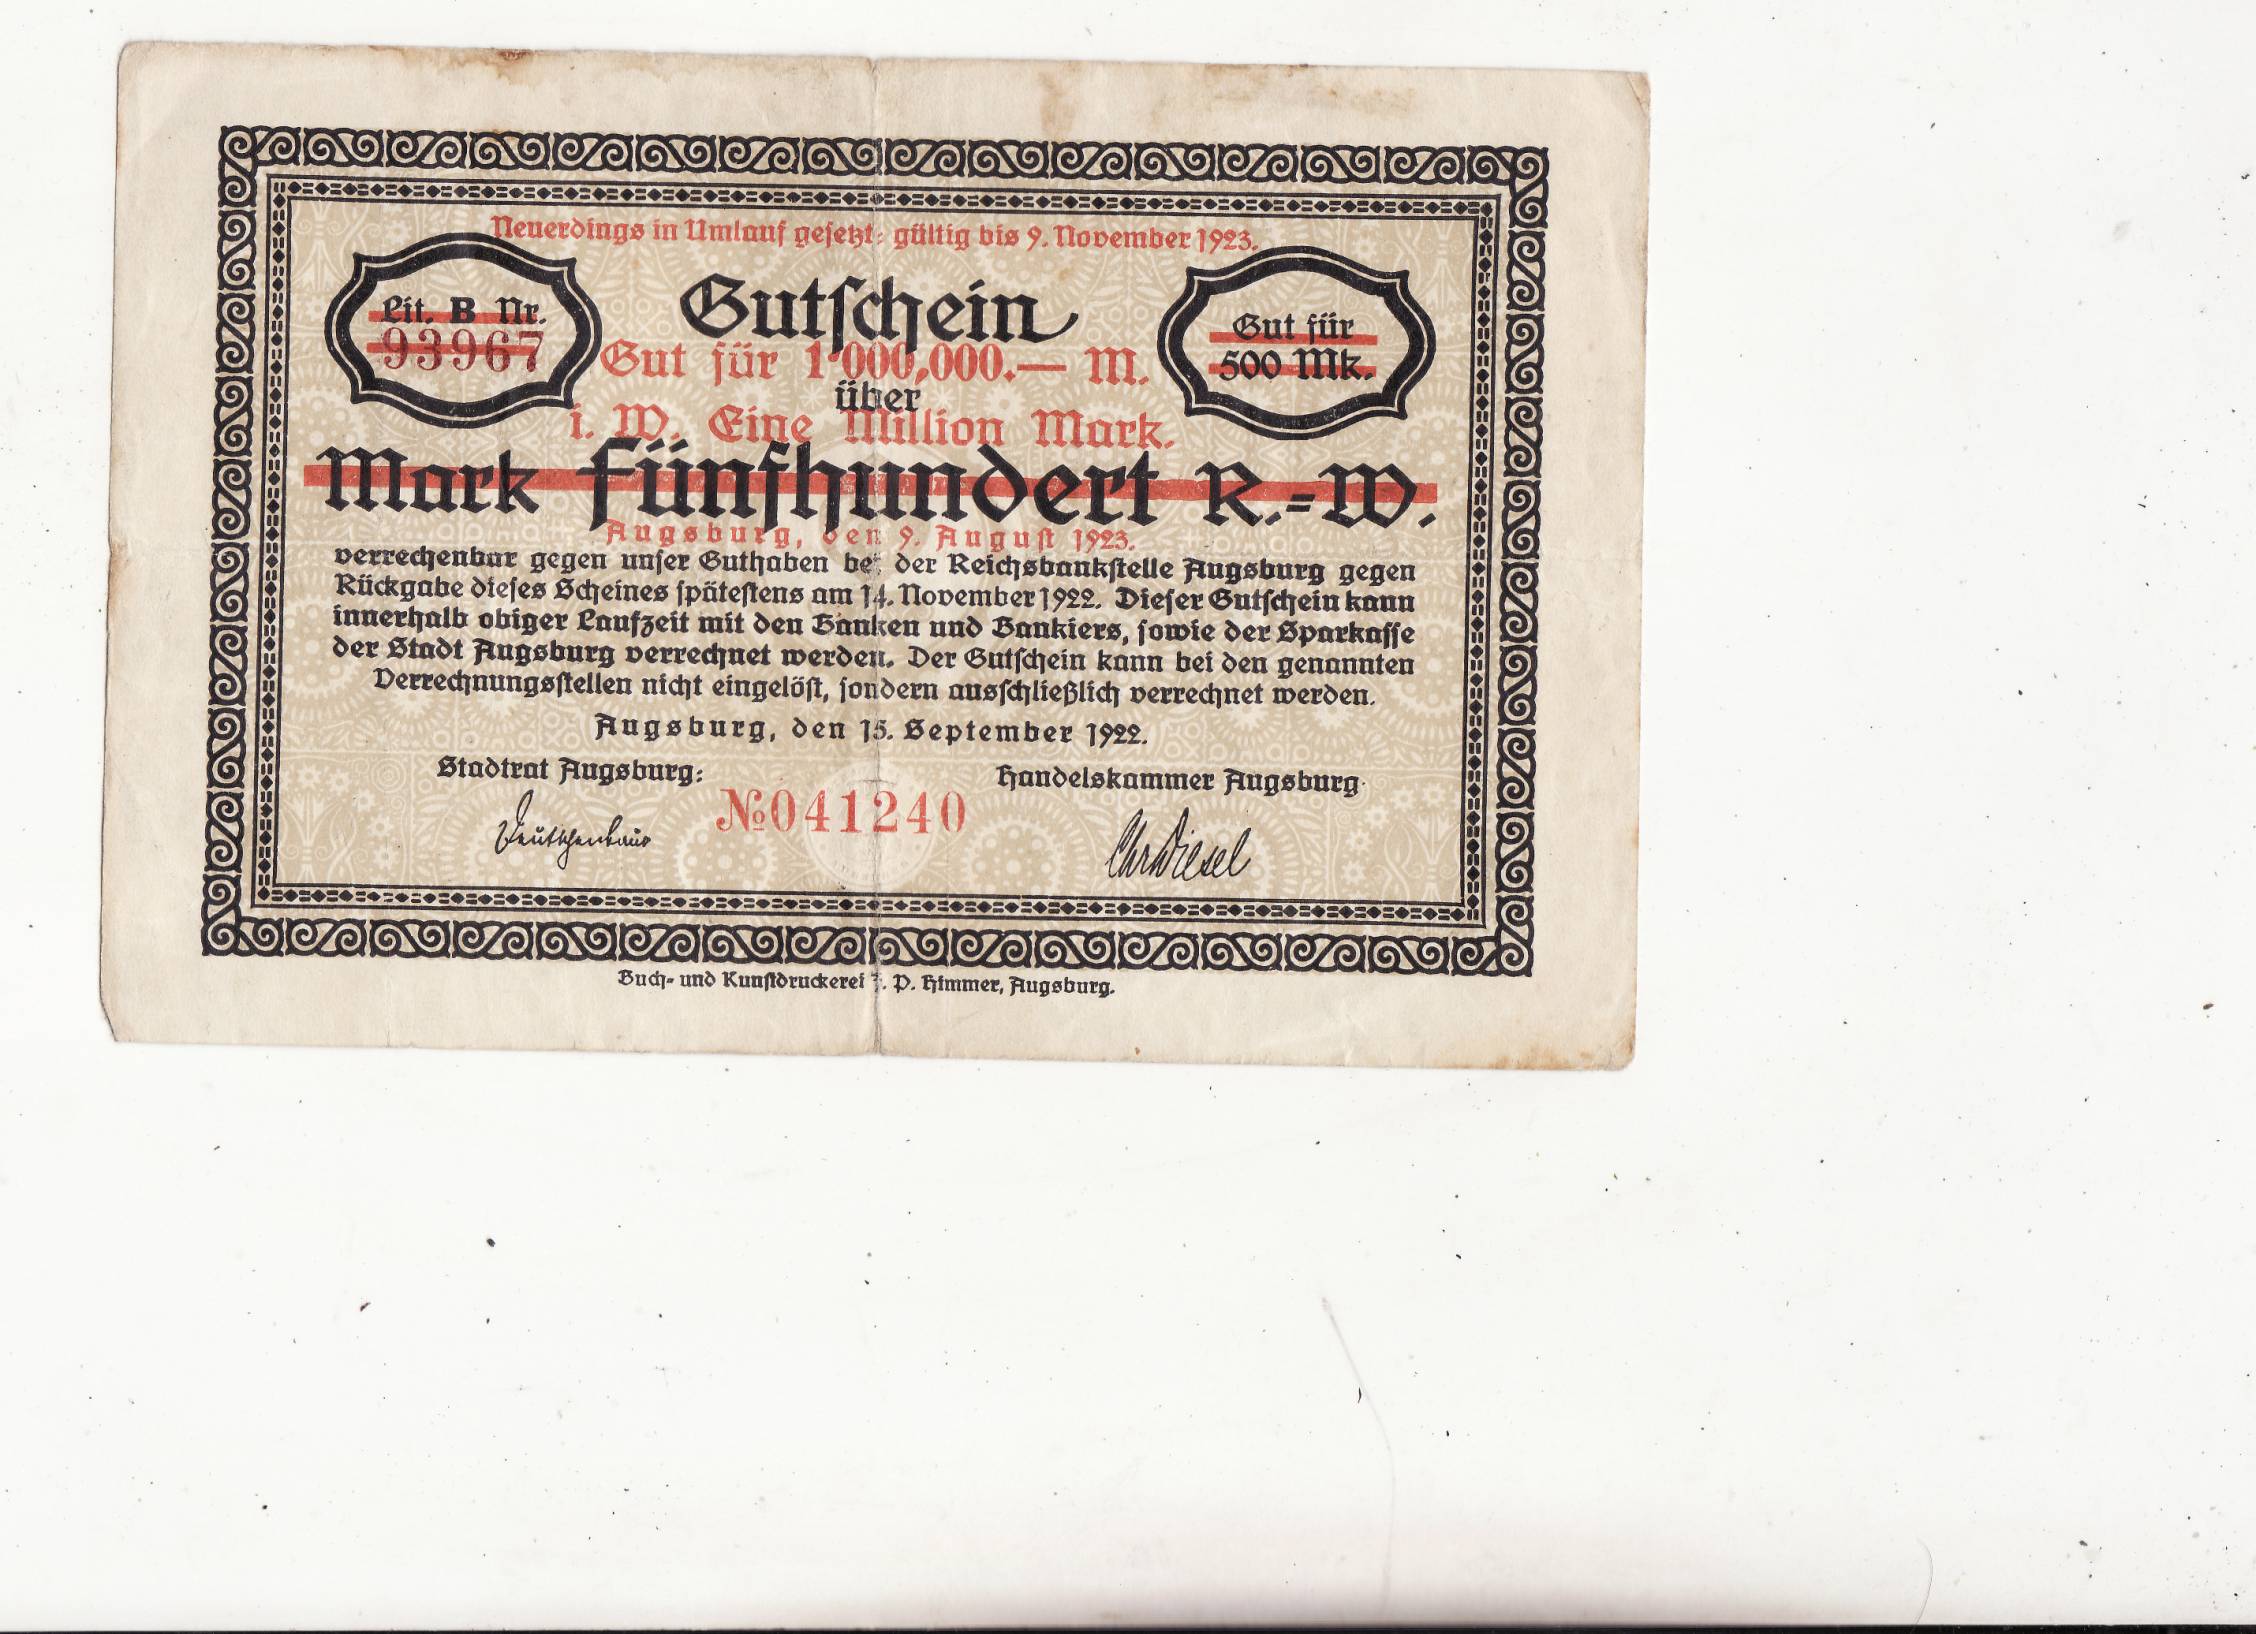 Neuerdings in Umlauf gesetzt: gültig bis 9. November 1923.
Lit. B Nr.
93967
Gutschein
Gut für
500 Mk.
Gut für 1·000,000.— M.
über
i. W. Eine Million Mark.
Mark Fünfhundert R.=W.
Augsburg, den 9. August 1923.
verrechenbar gegen unser Guthaben bei der Reichsbankstelle Augsburg gegen
Rückgabe dieses Scheines spätestens am 14. November 1922. Dieser Gutschein kann
innerhalb obiger Laufzeit mit den Banken und Bankiers, sowie der Sparkasse
der Stadt Augsburg verrechnet werden. Der Gutschein kann bei den genannten
Verrechnungsstellen nicht eingelöst, sondern ausschließlich verrechnet werden.
Augsburg, den 15. September 1922.
Stadtrat Augsburg:
Handelskammer Augsburg
Deutschenbaur
№041240
Chr. Diesel
Buch- und Kunstdruckerei J. P. Himmer, Augsburg.